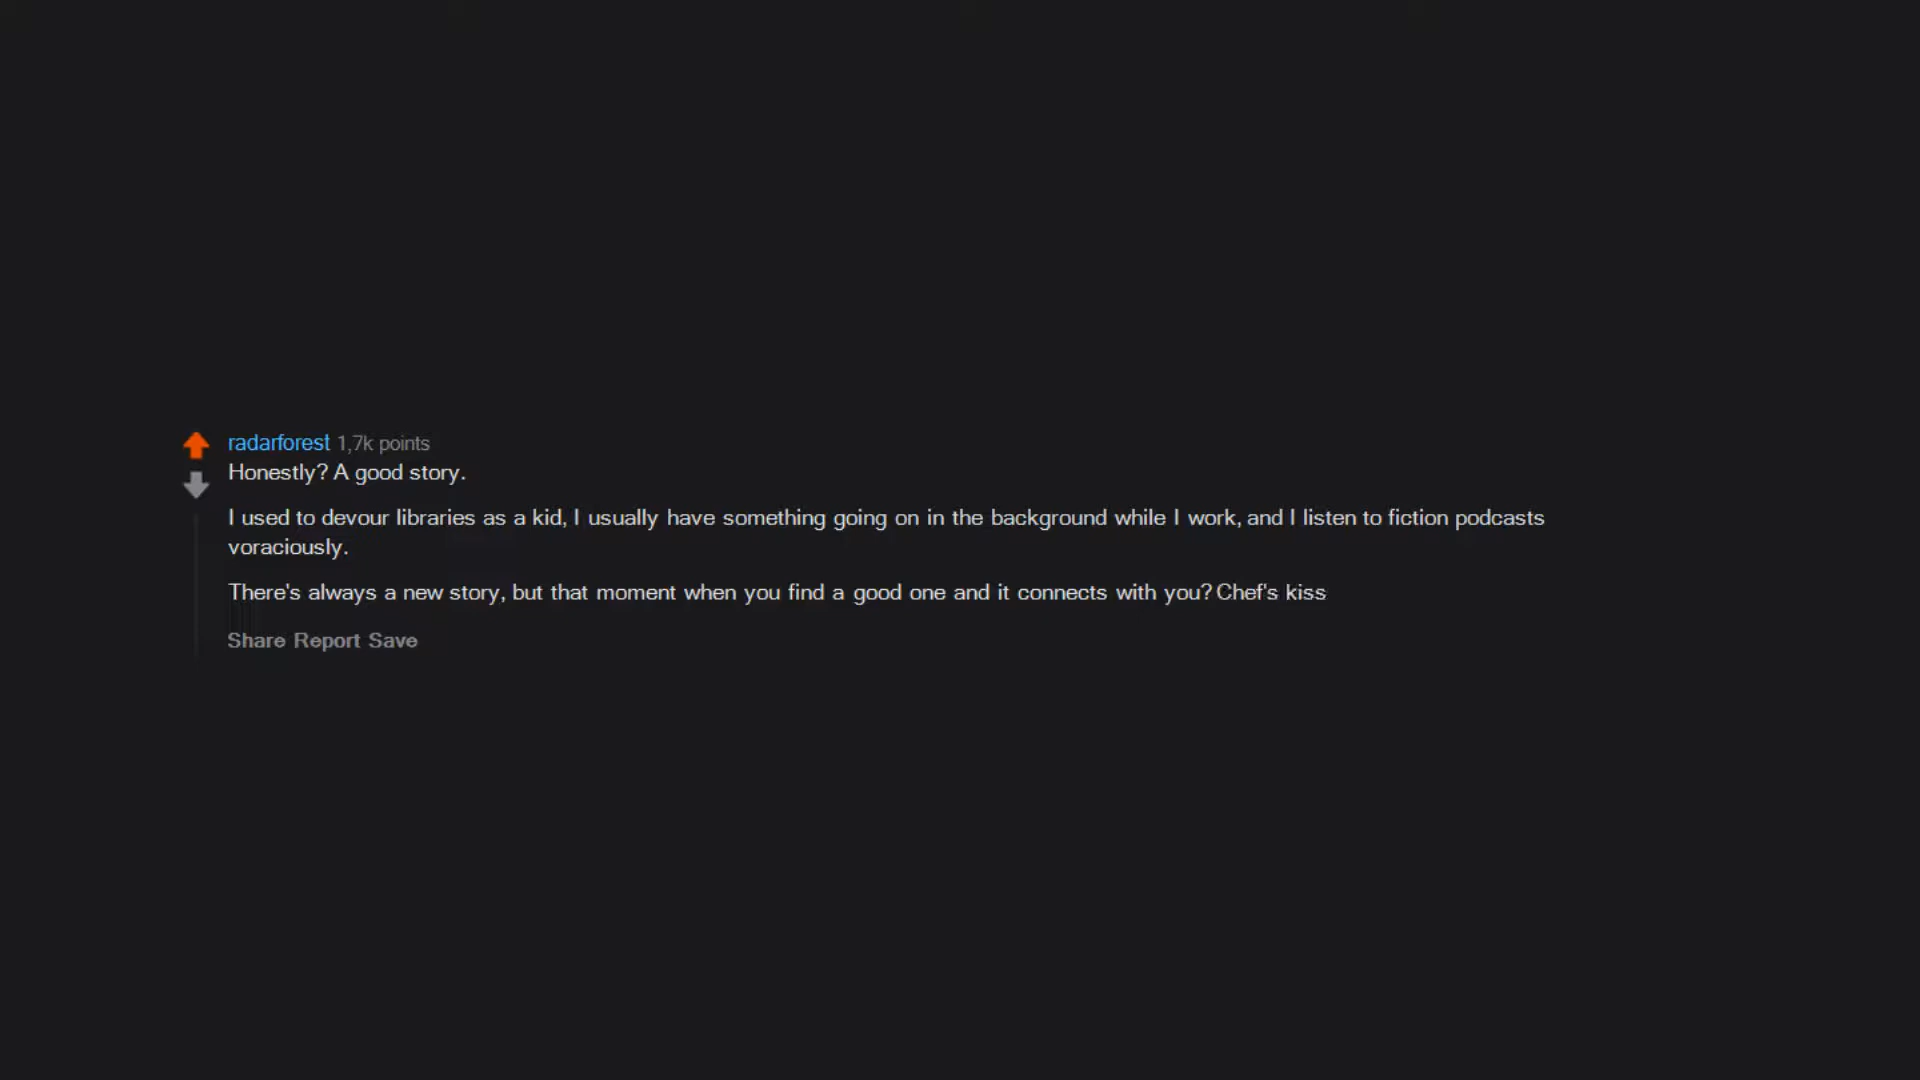 radarforest 1,7k points
Honestly? A good story.
I used to devour libraries as a kid, I usually have something going on in the background while I work, and I listen to fiction podcasts
voraciously.
There's always a new story, but that moment when you find a good one and it connects with you? Chef's kiss
Share Report Save